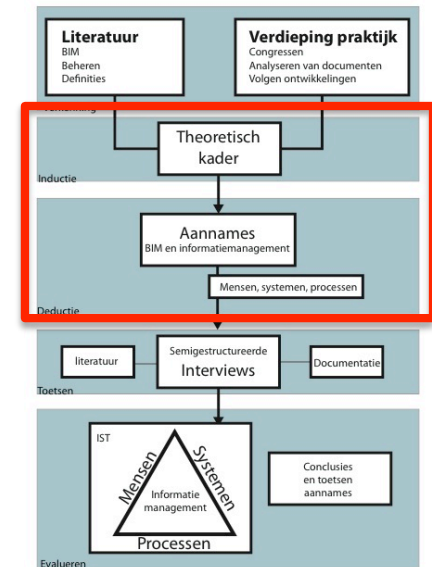 Literatuur
BIM
Beheren
Definities
Verdieping praktijk
Congressen
Analyseren van documenten
Volgen ontwikkelingen
Theoretisch
kader
Inductie
Aannames
BIM en informatiemanagement
Mensen, systemen, processen
Deductie
literatuur
Semigestructureerde
Interviews
Documentatie
Toetsen
IST
Mensen
Systemen
Informatie
management
Processen
Conclusies
en toetsen
aannames
Evalueren